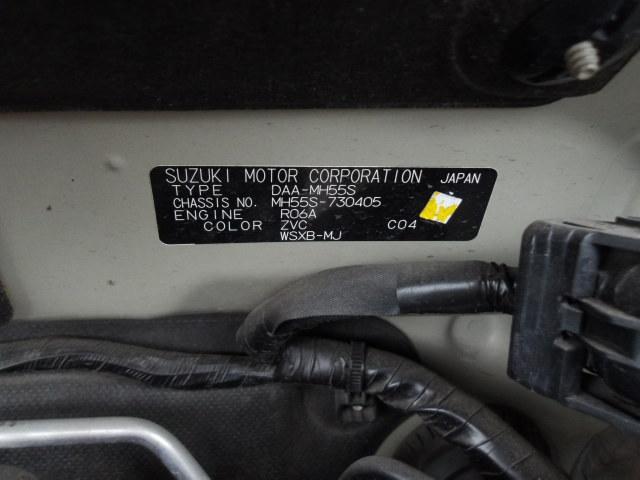 SUZUKI MOTOR CORPORATION JAPAN
TYPE DAA-MH55S
CHASSIS NO. MH55S-730405
ENGINE R06A
COLOR ZVC C04
WSXB-MJ